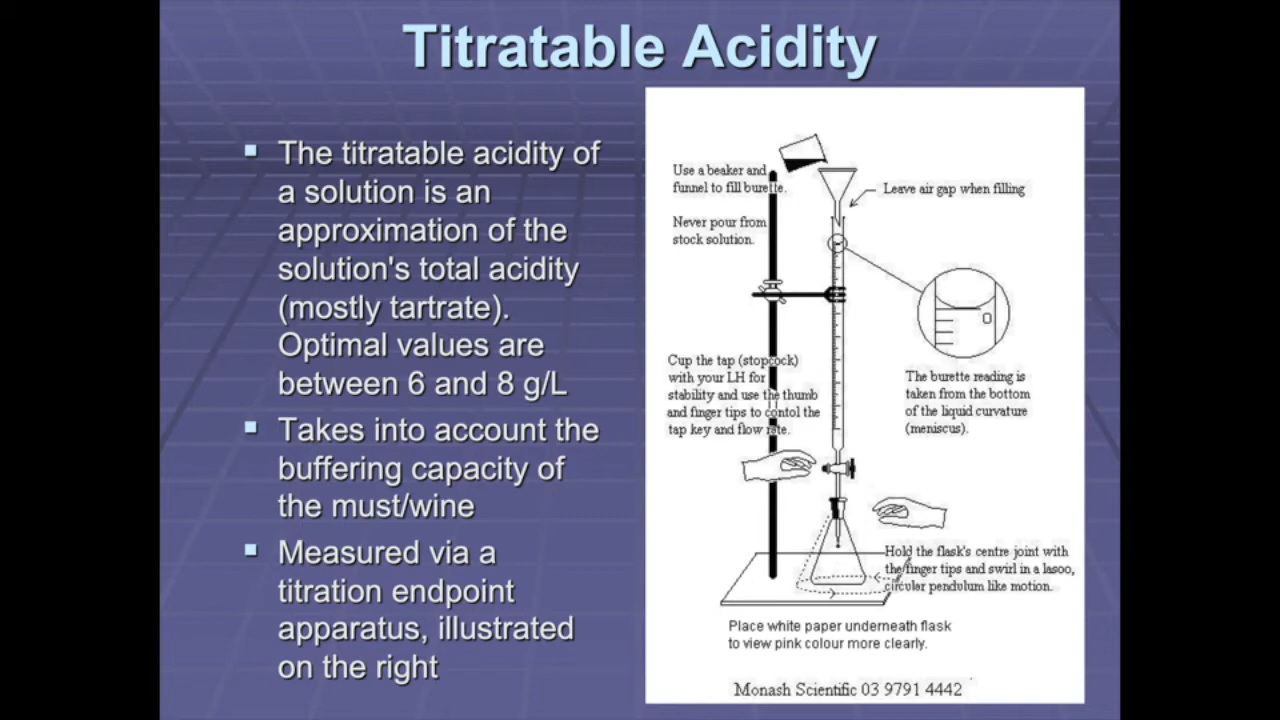 Titratable Acidity
The titratable acidity of
a solution is an
approximation of the
solution's total acidity
(mostly tartrate).
Optimal values are
between 6 and 8 g/L
Takes into account the
buffering capacity of
the must/wine
Measured via a
titration endpoint
apparatus, illustrated
on the right
Use a beaker and
funnel to fill burette.
Never pour from
stock solution.
Leave air gap when filling
0
Cup the tap (stopcock)
with your LH for
stability and use the thumb
and finger tips to contol the
tap key and flow rate.
The burette reading is
taken from the bottom
of the liquid curvature
(meniscus).
Hold the flask's centre joint with
the finger tips and swirl in a lasoo,
circular pendulum like motion.
Place white paper underneath flask
to view pink colour more clearly.
Monash Scientific 03 9791 4442